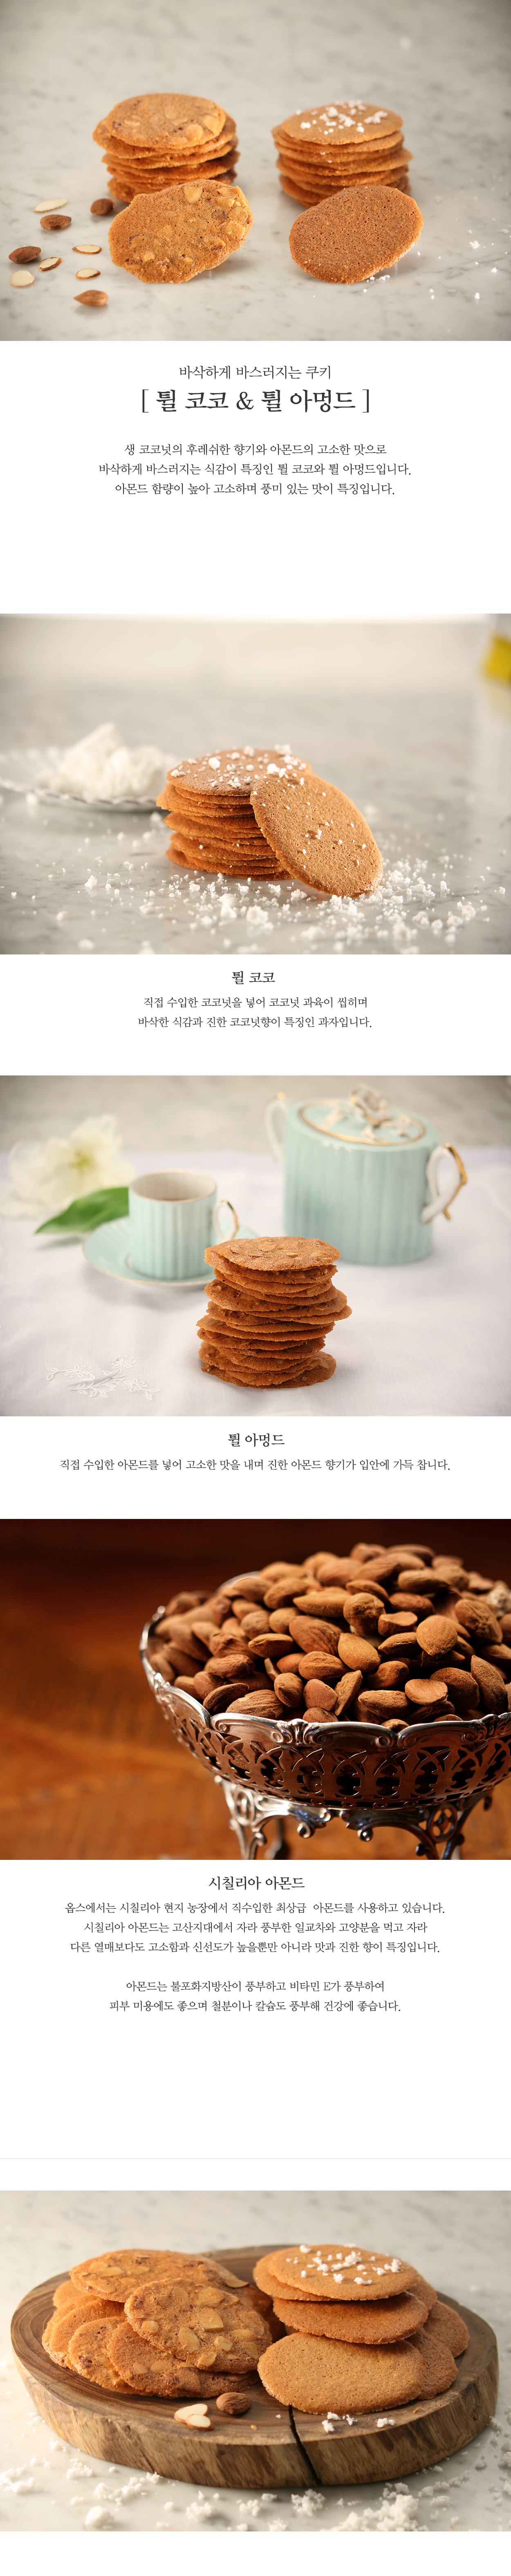 바삭하게 바스러지는 쿠키
[ 튈 코코 & 튈 아멍드 ]
생 코코넛의 후레쉬한 향기와 아몬드의 고소한 맛으로
바삭하게 바스러지는 식감이 특징인 튈 코코와 튈 아멍드입니다.
아몬드 함량이 높아 고소하며 풍미 있는 맛이 특징입니다.
튈 코코
직접 수입한 코코넛을 넣어 코코넛 과육이 씹히며
바삭한 식감과 진한 코코넛향이 특징인 과자입니다.
튈 아멍드
직접 수입한 아몬드를 넣어 고소한 맛을 내며 진한 아몬드 향기가 입안에 가득 찹니다.
시칠리아 아몬드
옵스에서는 시칠리아 현지 농장에서 직수입한 최상급 아몬드를 사용하고 있습니다.
시칠리아 아몬드는 고산지대에서 자라 풍부한 일교차와 고양분을 먹고 자라
다른 열매보다도 고소함과 신선도가 높을뿐만 아니라 맛과 진한 향이 특징입니다.
아몬드는 불포화지방산이 풍부하고 비타민 E가 풍부하여
피부 미용에도 좋으며 철분이나 칼슘도 풍부해 건강에 좋습니다.